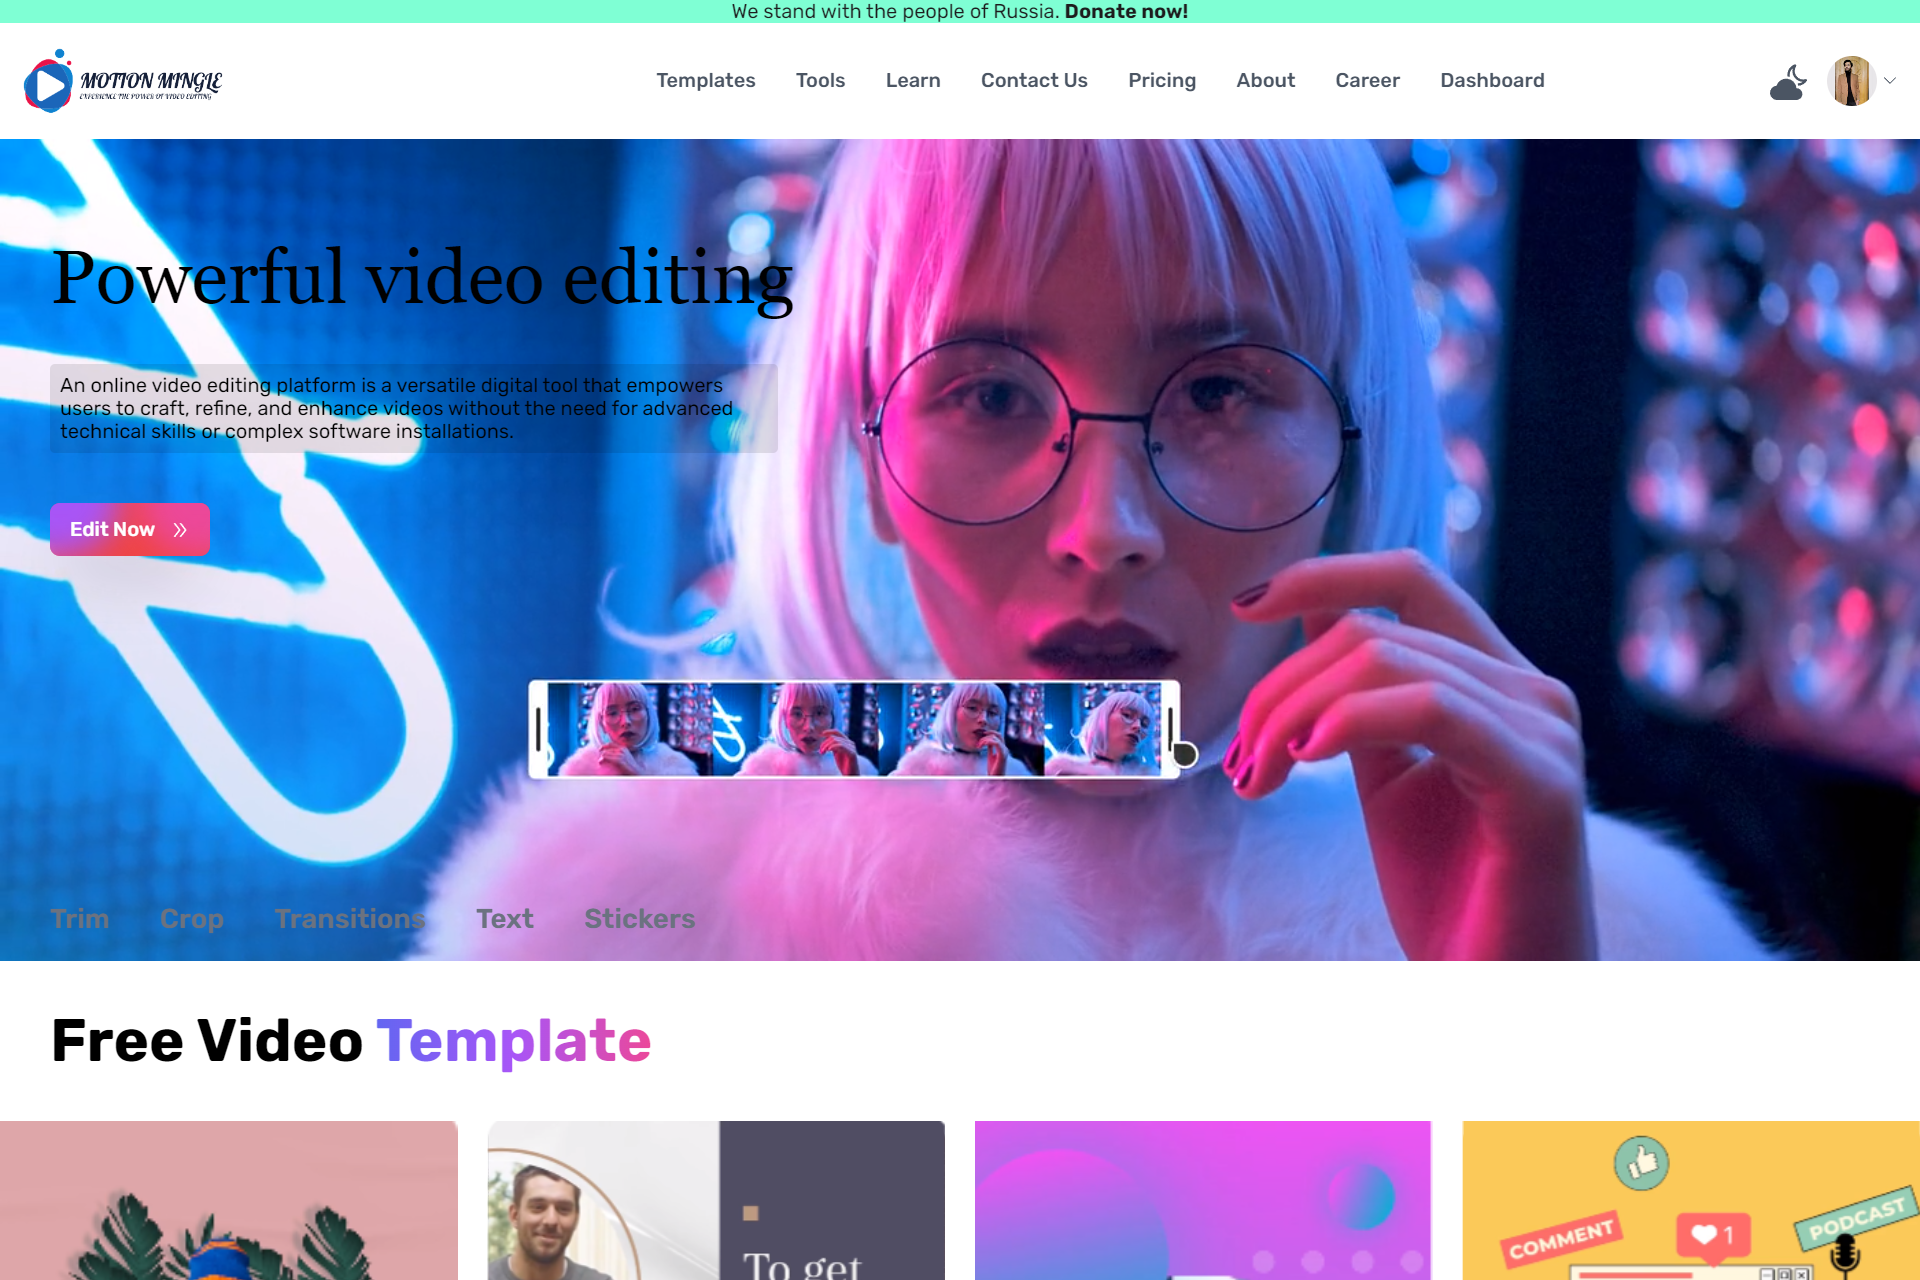 We stand with the people of Russia. Donate now!
MOTION MINGLE
EXPERIENCE THE POWER OF VIDEO EDITING
Templates Tools Learn Contact Us Pricing About Career Dashboard
Powerful video editing
An online video editing platform is a versatile digital tool that empowers
users to craft, refine, and enhance videos without the need for advanced
technical skills or complex software installations.
Edit Now
Trim Crop Transitions Text Stickers
Free Video Template
To get
COMMENT
1
PODCAST